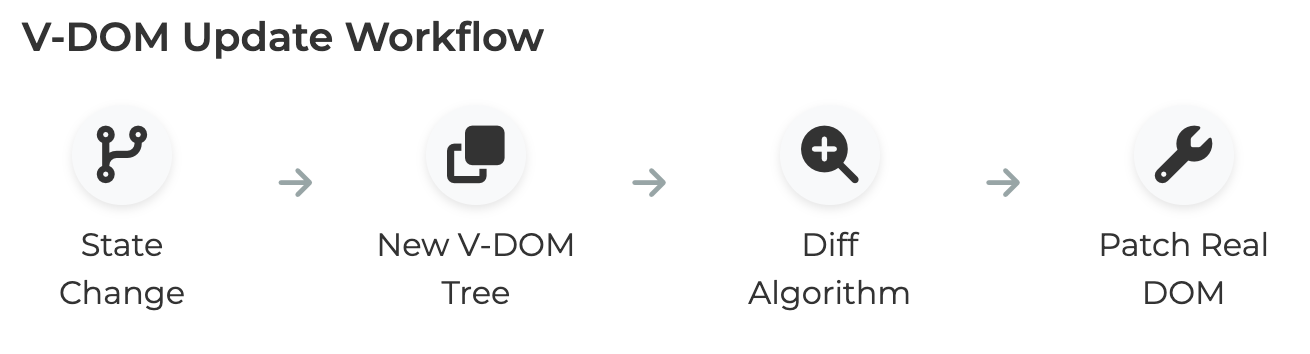 V-DOM Update Workflow
State
Change
New V-DOM
Tree
Diff
Algorithm
Patch Real
DOM